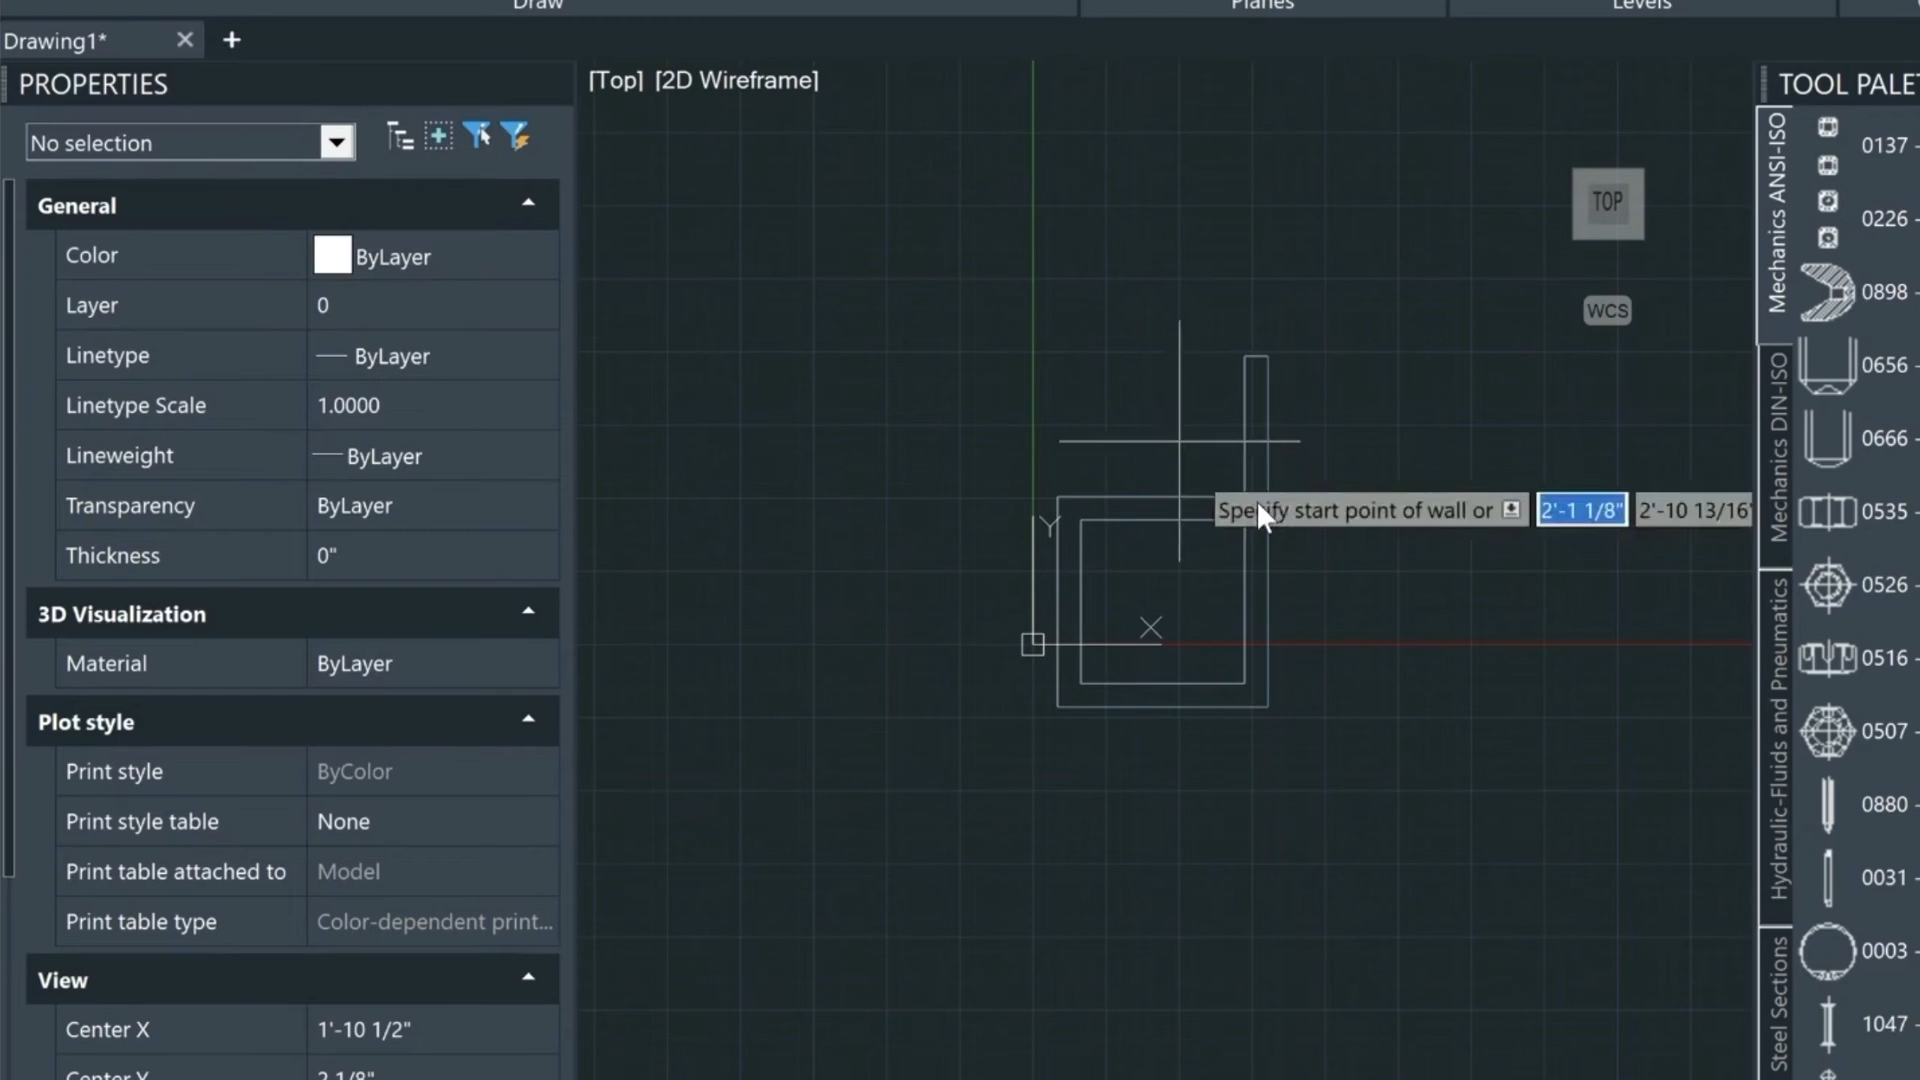 Draw
Planes
Levels
Drawing1*
PROPERTIES
[Top] [2D Wireframe]
No selection
General
Color
ByLayer
Layer
0
Linetype
ByLayer
Linetype Scale
1.0000
Lineweight
ByLayer
Transparency
ByLayer
Thickness
0"
3D Visualization
Material
ByLayer
Plot style
Print style
ByColor
Print style table
None
Print table attached to
Model
Print table type
Color-dependent print...
View
Center X
1'-10 1/2"
Center Y
2 1/8"
Y
X
Specify start point of wall or
2'-1 1/8"
2'-10 13/16"
TOP
WCS
TOOL PALE
Mechanics ANSI-ISO
Mechanics DIN-ISO
Hydraulic-Fluids and Pneumatics
Steel Sections
0137 -
0226 -
0898 -
0656 -
0666 -
0535 -
0526 -
0516 -
0507 -
0880 -
0031 -
0003 -
1047 -